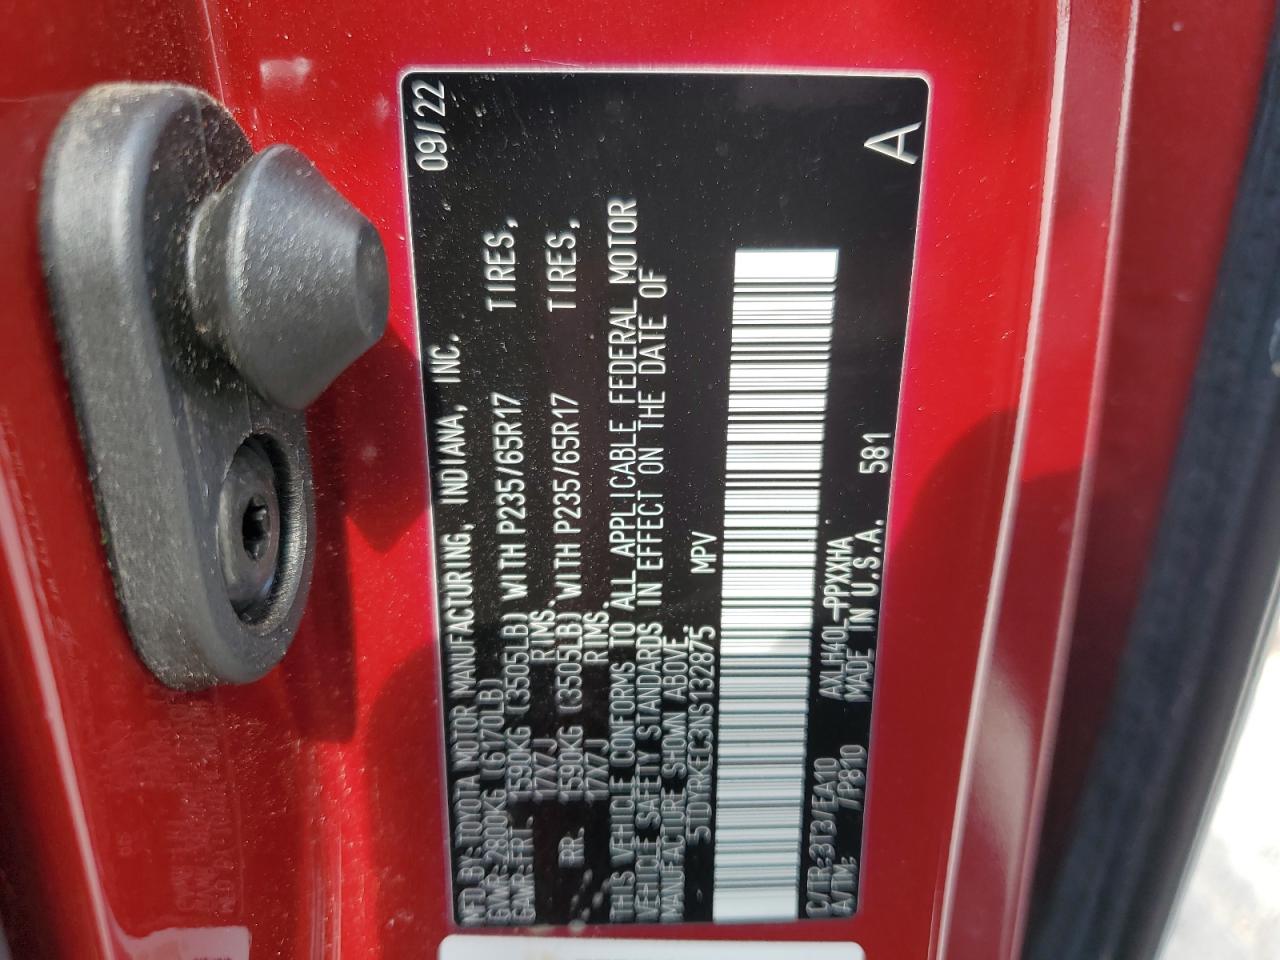 MFD BY: TOYOTA MOTOR MANUFACTURING, INDIANA, INC. 09/22
GVWR: 2800KG (6170LB)
GAWR: FRT. 1590KG (3505LB) WITH P235/65R17 TIRES,
17X7J RIMS.
RR. 1590KG (3505LB) WITH P235/65R17 TIRES,
17X7J RIMS.
THIS VEHICLE CONFORMS TO ALL APPLICABLE FEDERAL MOTOR
VEHICLE SAFETY STANDARDS IN EFFECT ON THE DATE OF
MANUFACTURE SHOWN ABOVE.
5TDYRKEC3NS132875 MPV
C/TR:3T3/EA10 AXLH40L-PPXXHA A
A/TM: /P810 MADE IN U.S.A. 581